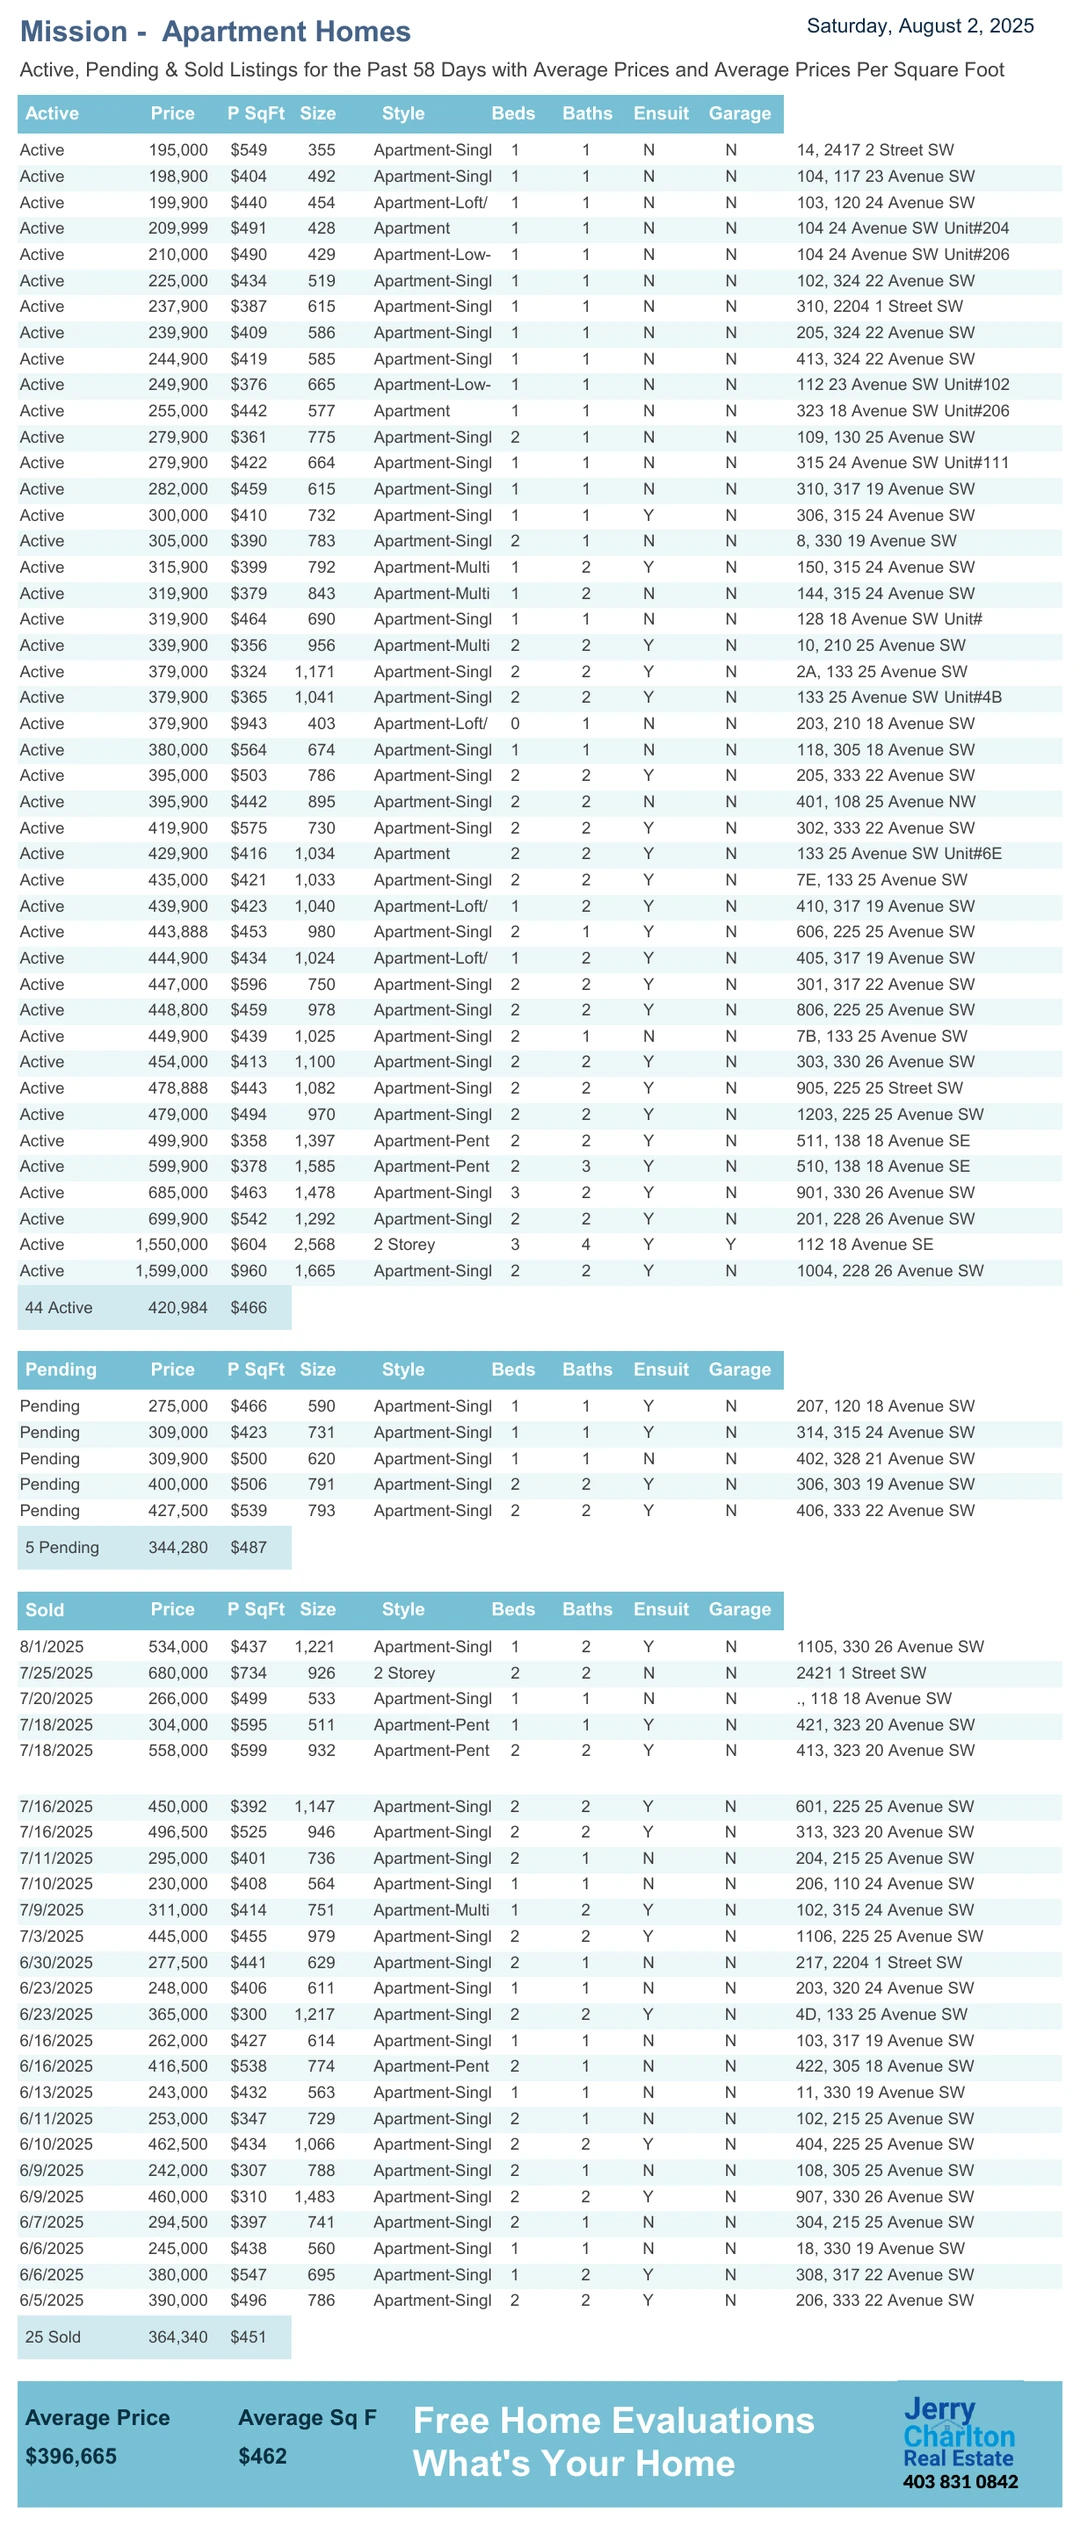 Mission -  Apartment Homes
Saturday, August 2, 2025
Active, Pending & Sold Listings for the Past 58 Days with Average Prices and Average Prices Per Square Foot
Active Price P SqFt Size Style Beds Baths Ensuit Garage
Active 195,000 $549 355 Apartment-Singl 1 1 N N 14, 2417 2 Street SW
Active 198,900 $404 492 Apartment-Singl 1 1 N N 104, 117 23 Avenue SW
Active 199,900 $440 454 Apartment-Loft/ 1 1 N N 103, 120 24 Avenue SW
Active 209,999 $491 428 Apartment 1 1 N N 104 24 Avenue SW Unit#204
Active 210,000 $490 429 Apartment-Low- 1 1 N N 104 24 Avenue SW Unit#206
Active 225,000 $434 519 Apartment-Singl 1 1 N N 102, 324 22 Avenue SW
Active 237,900 $387 615 Apartment-Singl 1 1 N N 310, 2204 1 Street SW
Active 239,900 $409 586 Apartment-Singl 1 1 N N 205, 324 22 Avenue SW
Active 244,900 $419 585 Apartment-Singl 1 1 N N 413, 324 22 Avenue SW
Active 249,900 $376 665 Apartment-Low- 1 1 N N 112 23 Avenue SW Unit#102
Active 255,000 $442 577 Apartment 1 1 N N 323 18 Avenue SW Unit#206
Active 279,900 $361 775 Apartment-Singl 2 1 N N 109, 130 25 Avenue SW
Active 279,900 $422 664 Apartment-Singl 1 1 N N 315 24 Avenue SW Unit#111
Active 282,000 $459 615 Apartment-Singl 1 1 N N 310, 317 19 Avenue SW
Active 300,000 $410 732 Apartment-Singl 1 1 Y N 306, 315 24 Avenue SW
Active 305,000 $390 783 Apartment-Singl 2 1 N N 8, 330 19 Avenue SW
Active 315,900 $399 792 Apartment-Multi 1 2 Y N 150, 315 24 Avenue SW
Active 319,900 $379 843 Apartment-Multi 1 2 N N 144, 315 24 Avenue SW
Active 319,900 $464 690 Apartment-Singl 1 1 N N 128 18 Avenue SW Unit#
Active 339,900 $356 956 Apartment-Multi 2 2 Y N 10, 210 25 Avenue SW
Active 379,000 $324 1,171 Apartment-Singl 2 2 Y N 2A, 133 25 Avenue SW
Active 379,900 $365 1,041 Apartment-Singl 2 2 Y N 133 25 Avenue SW Unit#4B
Active 379,900 $943 403 Apartment-Loft/ 0 1 N N 203, 210 18 Avenue SW
Active 380,000 $564 674 Apartment-Singl 1 1 N N 118, 305 18 Avenue SW
Active 395,000 $503 786 Apartment-Singl 2 2 Y N 205, 333 22 Avenue SW
Active 395,900 $442 895 Apartment-Singl 2 2 N N 401, 108 25 Avenue NW
Active 419,900 $575 730 Apartment-Singl 2 2 Y N 302, 333 22 Avenue SW
Active 429,900 $416 1,034 Apartment 2 2 Y N 133 25 Avenue SW Unit#6E
Active 435,000 $421 1,033 Apartment-Singl 2 2 Y N 7E, 133 25 Avenue SW
Active 439,900 $423 1,040 Apartment-Loft/ 1 2 Y N 410, 317 19 Avenue SW
Active 443,888 $453 980 Apartment-Singl 2 1 Y N 606, 225 25 Avenue SW
Active 444,900 $434 1,024 Apartment-Loft/ 1 2 Y N 405, 317 19 Avenue SW
Active 447,000 $596 750 Apartment-Singl 2 2 Y N 301, 317 22 Avenue SW
Active 448,800 $459 978 Apartment-Singl 2 2 Y N 806, 225 25 Avenue SW
Active 449,900 $439 1,025 Apartment-Singl 2 1 N N 7B, 133 25 Avenue SW
Active 454,000 $413 1,100 Apartment-Singl 2 2 Y N 303, 330 26 Avenue SW
Active 478,888 $443 1,082 Apartment-Singl 2 2 Y N 905, 225 25 Street SW
Active 479,000 $494 970 Apartment-Singl 2 2 Y N 1203, 225 25 Avenue SW
Active 499,900 $358 1,397 Apartment-Pent 2 2 Y N 511, 138 18 Avenue SE
Active 599,900 $378 1,585 Apartment-Pent 2 3 Y N 510, 138 18 Avenue SE
Active 685,000 $463 1,478 Apartment-Singl 3 2 Y N 901, 330 26 Avenue SW
Active 699,900 $542 1,292 Apartment-Singl 2 2 Y N 201, 228 26 Avenue SW
Active 1,550,000 $604 2,568 2 Storey 3 4 Y Y 112 18 Avenue SE
Active 1,599,000 $960 1,665 Apartment-Singl 2 2 Y N 1004, 228 26 Avenue SW
44 Active 420,984 $466
Pending Price P SqFt Size Style Beds Baths Ensuit Garage
Pending 275,000 $466 590 Apartment-Singl 1 1 Y N 207, 120 18 Avenue SW
Pending 309,000 $423 731 Apartment-Singl 1 1 Y N 314, 315 24 Avenue SW
Pending 309,900 $500 620 Apartment-Singl 1 1 N N 402, 328 21 Avenue SW
Pending 400,000 $506 791 Apartment-Singl 2 2 Y N 306, 303 19 Avenue SW
Pending 427,500 $539 793 Apartment-Singl 2 2 Y N 406, 333 22 Avenue SW
5 Pending 344,280 $487
Sold Price P SqFt Size Style Beds Baths Ensuit Garage
8/1/2025 534,000 $437 1,221 Apartment-Singl 1 2 Y N 1105, 330 26 Avenue SW
7/25/2025 680,000 $734 926 2 Storey 2 2 N N 2421 1 Street SW
7/20/2025 266,000 $499 533 Apartment-Singl 1 1 N N ., 118 18 Avenue SW
7/18/2025 304,000 $595 511 Apartment-Pent 1 1 Y N 421, 323 20 Avenue SW
7/18/2025 558,000 $599 932 Apartment-Pent 2 2 Y N 413, 323 20 Avenue SW
7/16/2025 450,000 $392 1,147 Apartment-Singl 2 2 Y N 601, 225 25 Avenue SW
7/16/2025 496,500 $525 946 Apartment-Singl 2 2 Y N 313, 323 20 Avenue SW
7/11/2025 295,000 $401 736 Apartment-Singl 2 1 N N 204, 215 25 Avenue SW
7/10/2025 230,000 $408 564 Apartment-Singl 1 1 N N 206, 110 24 Avenue SW
7/9/2025 311,000 $414 751 Apartment-Multi 1 2 Y N 102, 315 24 Avenue SW
7/3/2025 445,000 $455 979 Apartment-Singl 2 2 Y N 1106, 225 25 Avenue SW
6/30/2025 277,500 $441 629 Apartment-Singl 2 1 N N 217, 2204 1 Street SW
6/23/2025 248,000 $406 611 Apartment-Singl 1 1 N N 203, 320 24 Avenue SW
6/23/2025 365,000 $300 1,217 Apartment-Singl 2 2 Y N 4D, 133 25 Avenue SW
6/16/2025 262,000 $427 614 Apartment-Singl 1 1 N N 103, 317 19 Avenue SW
6/16/2025 416,500 $538 774 Apartment-Pent 2 1 N N 422, 305 18 Avenue SW
6/13/2025 243,000 $432 563 Apartment-Singl 1 1 N N 11, 330 19 Avenue SW
6/11/2025 253,000 $347 729 Apartment-Singl 2 1 N N 102, 215 25 Avenue SW
6/10/2025 462,500 $434 1,066 Apartment-Singl 2 2 Y N 404, 225 25 Avenue SW
6/9/2025 242,000 $307 788 Apartment-Singl 2 1 N N 108, 305 25 Avenue SW
6/9/2025 460,000 $310 1,483 Apartment-Singl 2 2 Y N 907, 330 26 Avenue SW
6/7/2025 294,500 $397 741 Apartment-Singl 2 1 N N 304, 215 25 Avenue SW
6/6/2025 245,000 $438 560 Apartment-Singl 1 1 N N 18, 330 19 Avenue SW
6/6/2025 380,000 $547 695 Apartment-Singl 1 2 Y N 308, 317 22 Avenue SW
6/5/2025 390,000 $496 786 Apartment-Singl 2 2 Y N 206, 333 22 Avenue SW
25 Sold 364,340 $451
Average Price Average Sq F
$396,665 $462
Free Home Evaluations
What's Your Home
Jerry
Charlton
Real Estate
403 831 0842